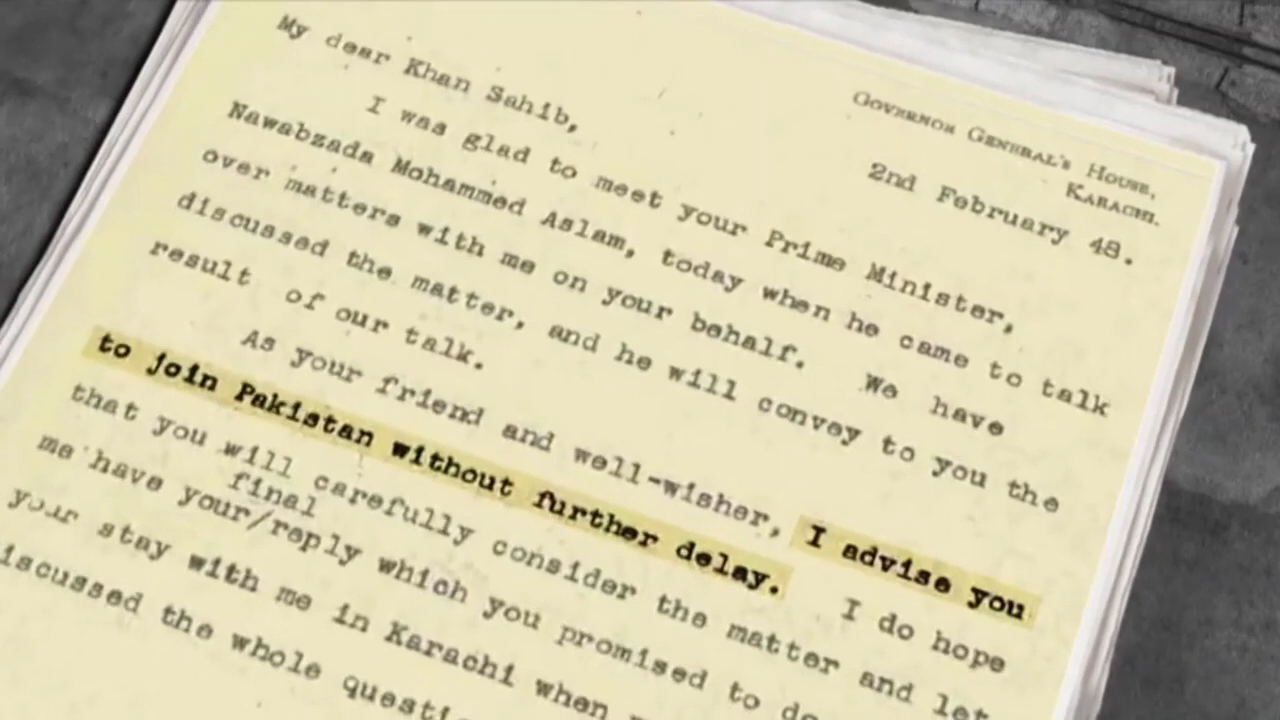 GOVERNOR GENERAL'S HOUSE,
KARACHI.
2nd February 48.
My dear Khan Sahib,
I was glad to meet your Prime Minister,
Nawabzada Mohammed Aslam, today when he came to talk
over matters with me on your behalf. We have
discussed the matter, and he will convey to you the
result of our talk.
As your friend and well-wisher, I advise you
to join Pakistan without further delay. I do hope
that you will carefully consider the matter and let
final
me have your/reply which you promised to do
your stay with me in Karachi when
the whole